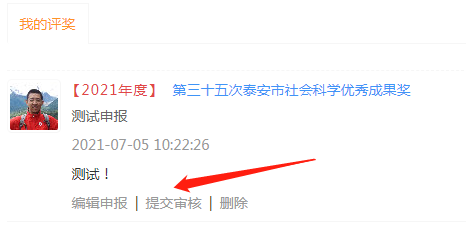 我的评奖
【2021年度】 第三十五次泰安市社会科学优秀成果奖
测试申报
2021-07-05 10:22:26
测试！
编辑申报 | 提交审核 | 删除